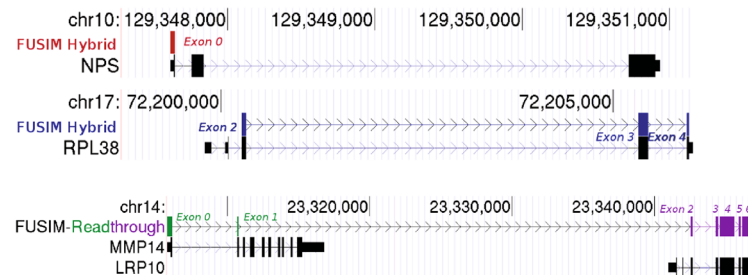 chr10: 129,348,000 129,349,000 129,350,000 129,351,000
FUSIM Hybrid Exon 0
NPS
chr17: 72,200,000 72,205,000
FUSIM Hybrid Exon 2 Exon 3 Exon 4
RPL38
chr14: 23,320,000 23,330,000 23,340,000
Exon 0 Exon 1 Exon 2 3 4 5 6
FUSIM-Readthrough
MMP14
LRP10